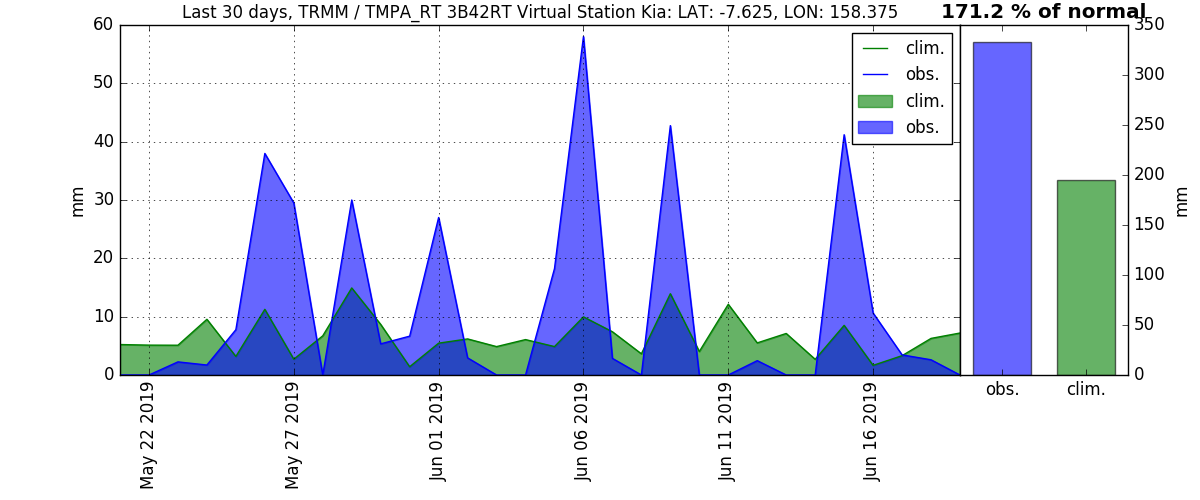 Last 30 days, TRMM / TMPA_RT 3B42RT Virtual Station Kia: LAT: -7.625, LON: 158.375
171.2 % of normal
60
50
40
30
20
10
0
mm
clim.
obs.
clim.
obs.
350
300
250
200
150
100
50
0
mm
May 22 2019
May 27 2019
Jun 01 2019
Jun 06 2019
Jun 11 2019
Jun 16 2019
obs.
clim.